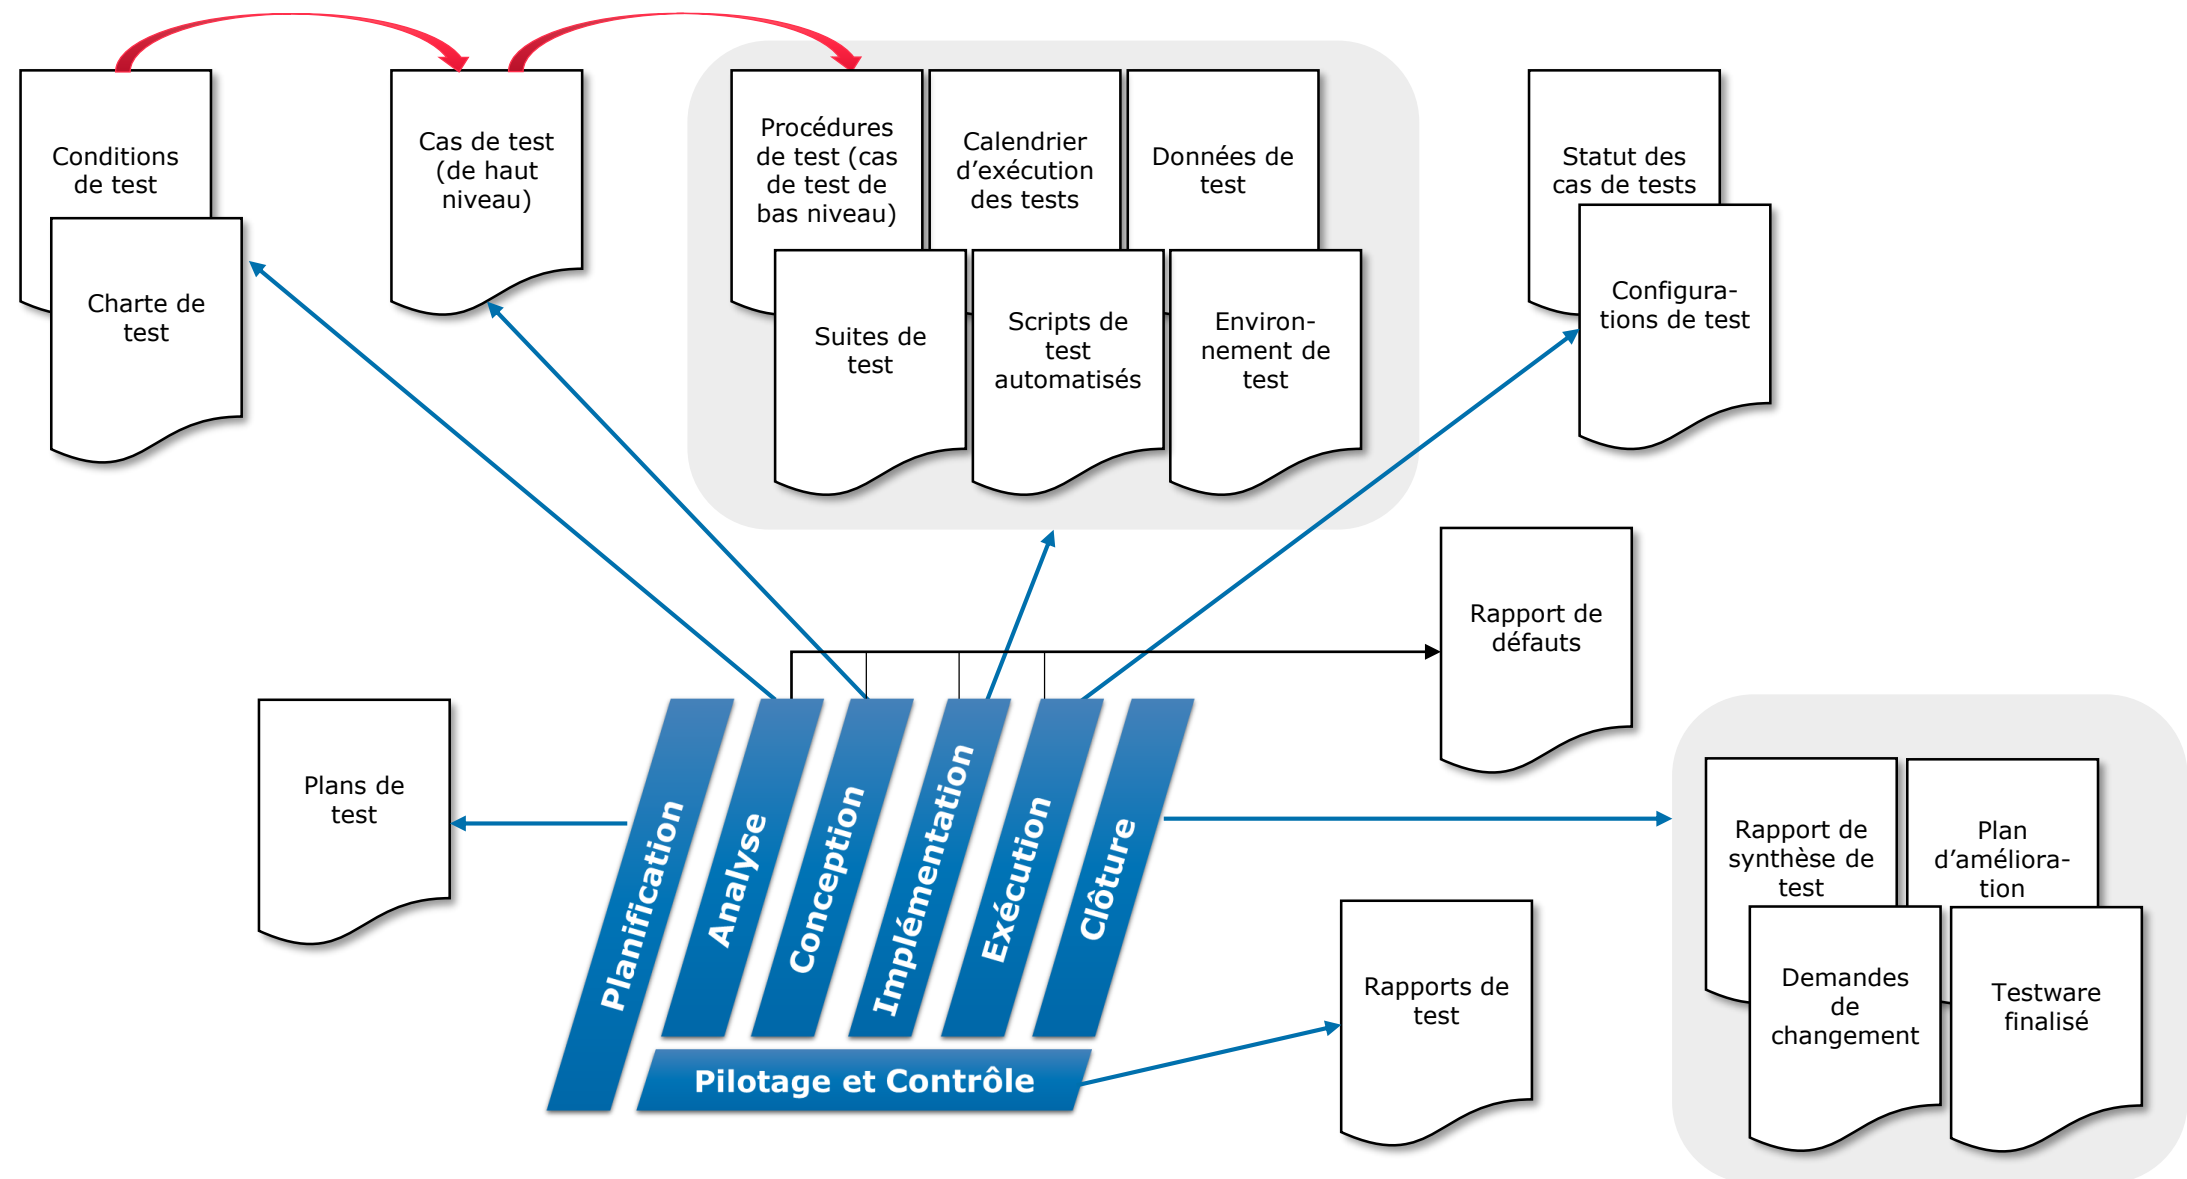 Conditions
de test
Charte de
test
Cas de test
(de haut
niveau)
Procédures
de test (cas
de test de
bas niveau)
Calendrier
d’exécution
des tests
Données de
test
Suites de
test
Scripts de
test
automatisés
Environ-
nement de
test
Statut des
cas de tests
Configura-
tions de test
Rapport de
défauts
Plans de
test
Planification
Analyse
Conception
Implémentation
Exécution
Clôture
Pilotage et Contrôle
Rapports de
test
Rapport de
synthèse de
test
Plan
d’améliora-
tion
Demandes
de
changement
Testware
finalisé